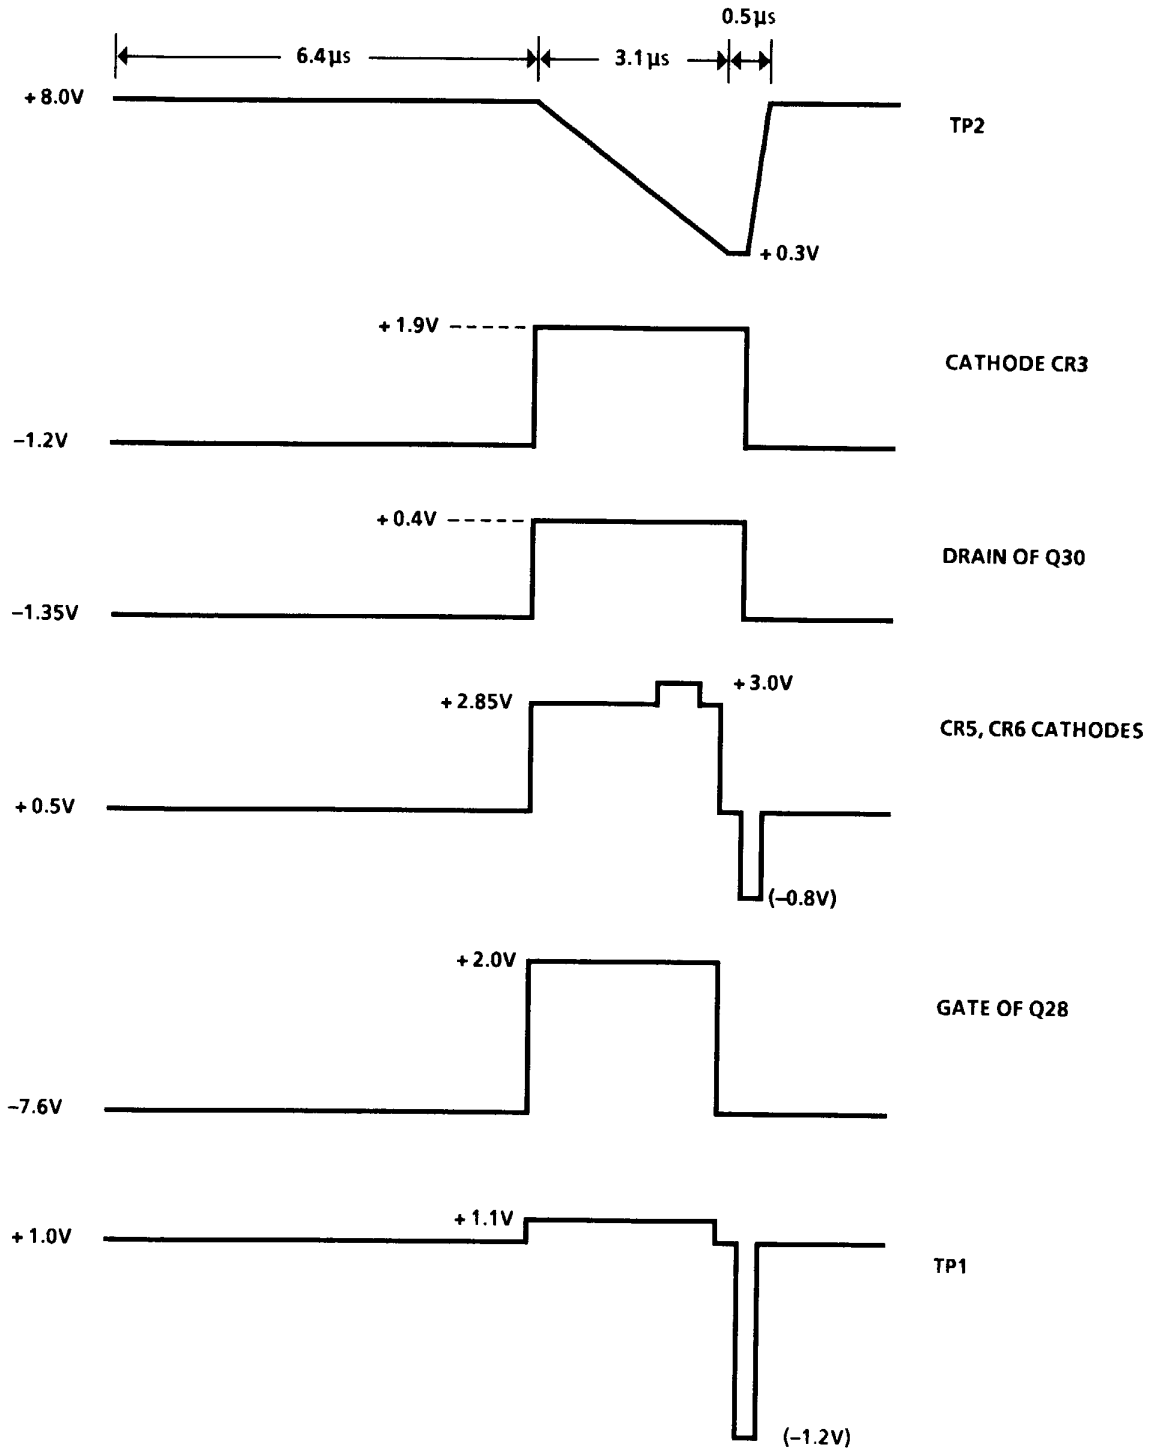 0.5µs
6.4µs
3.1µs
+8.0V
TP2
+0.3V
+1.9V
CATHODE CR3
–1.2V
+0.4V
DRAIN OF Q30
–1.35V
+3.0V
+2.85V
CR5, CR6 CATHODES
+0.5V
(–0.8V)
+2.0V
GATE OF Q28
–7.6V
+1.1V
+1.0V
TP1
(–1.2V)